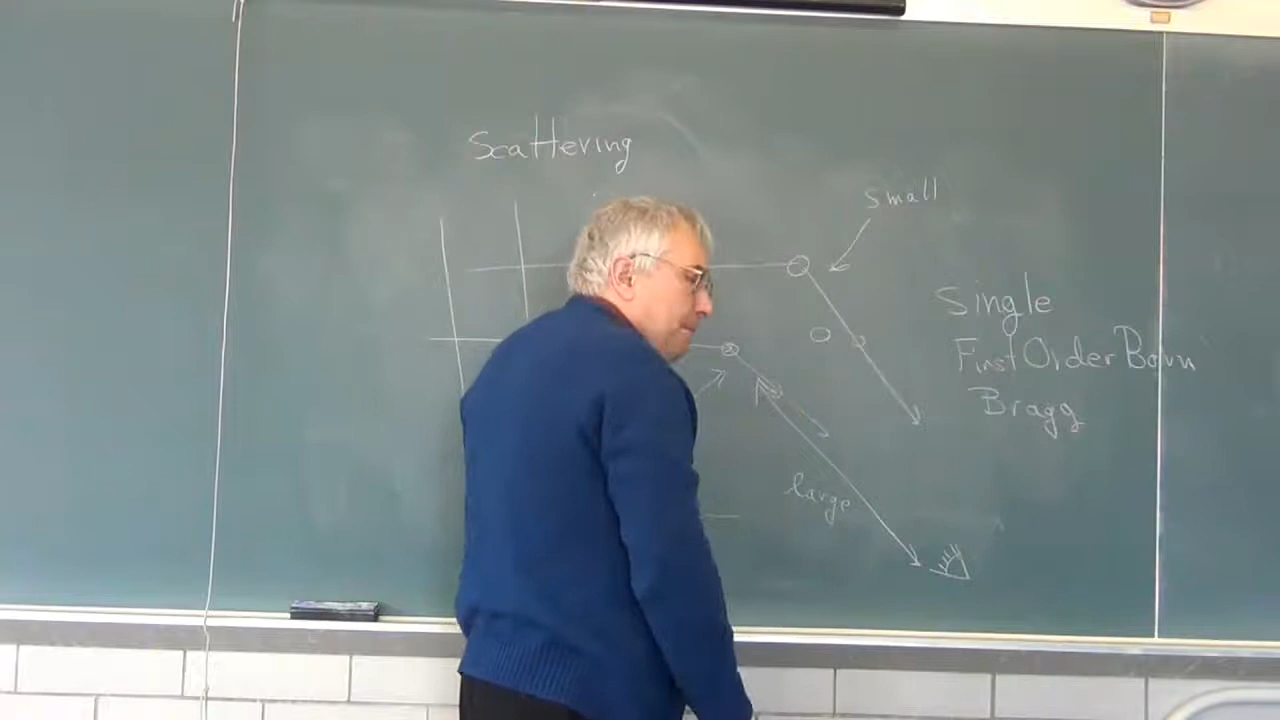 Scattering
small
Single
First Order Born
Bragg
large